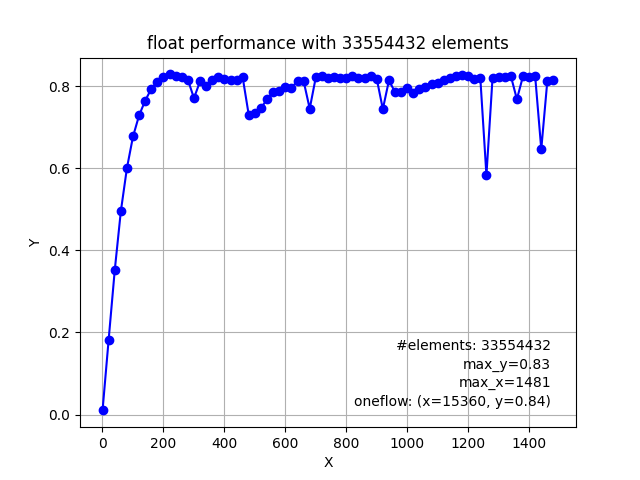 float performance with 33554432 elements
Y
0.8
0.6
0.4
0.2
0.0
#elements: 33554432
max_y=0.83
max_x=1481
oneflow: (x=15360, y=0.84)
0 200 400 600 800 1000 1200 1400
X